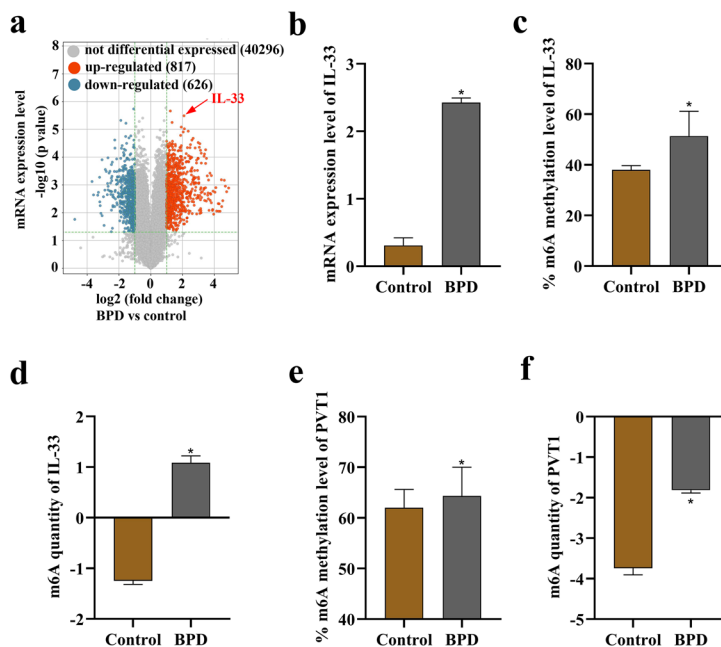 a
mRNA expression level
-log10 (p value)
8
7
6
5
4
3
2
1
0
not differential expressed (40296)
up-regulated (817)
down-regulated (626)
IL-33
-4 -2 0 2 4
log2 (fold change)
BPD vs control
b
mRNA expression level of IL-33
3
2
1
0
*
Control BPD
c
% m6A methylation level of IL-33
80
60
40
20
0
*
Control BPD
d
m6A quantity of IL-33
2
1
0
-1
-2
*
Control BPD
e
% m6A methylation level of PVT1
80
70
60
50
40
*
Control BPD
f
m6A quantity of PVT1
0
-1
-2
-3
-4
-5
*
Control BPD